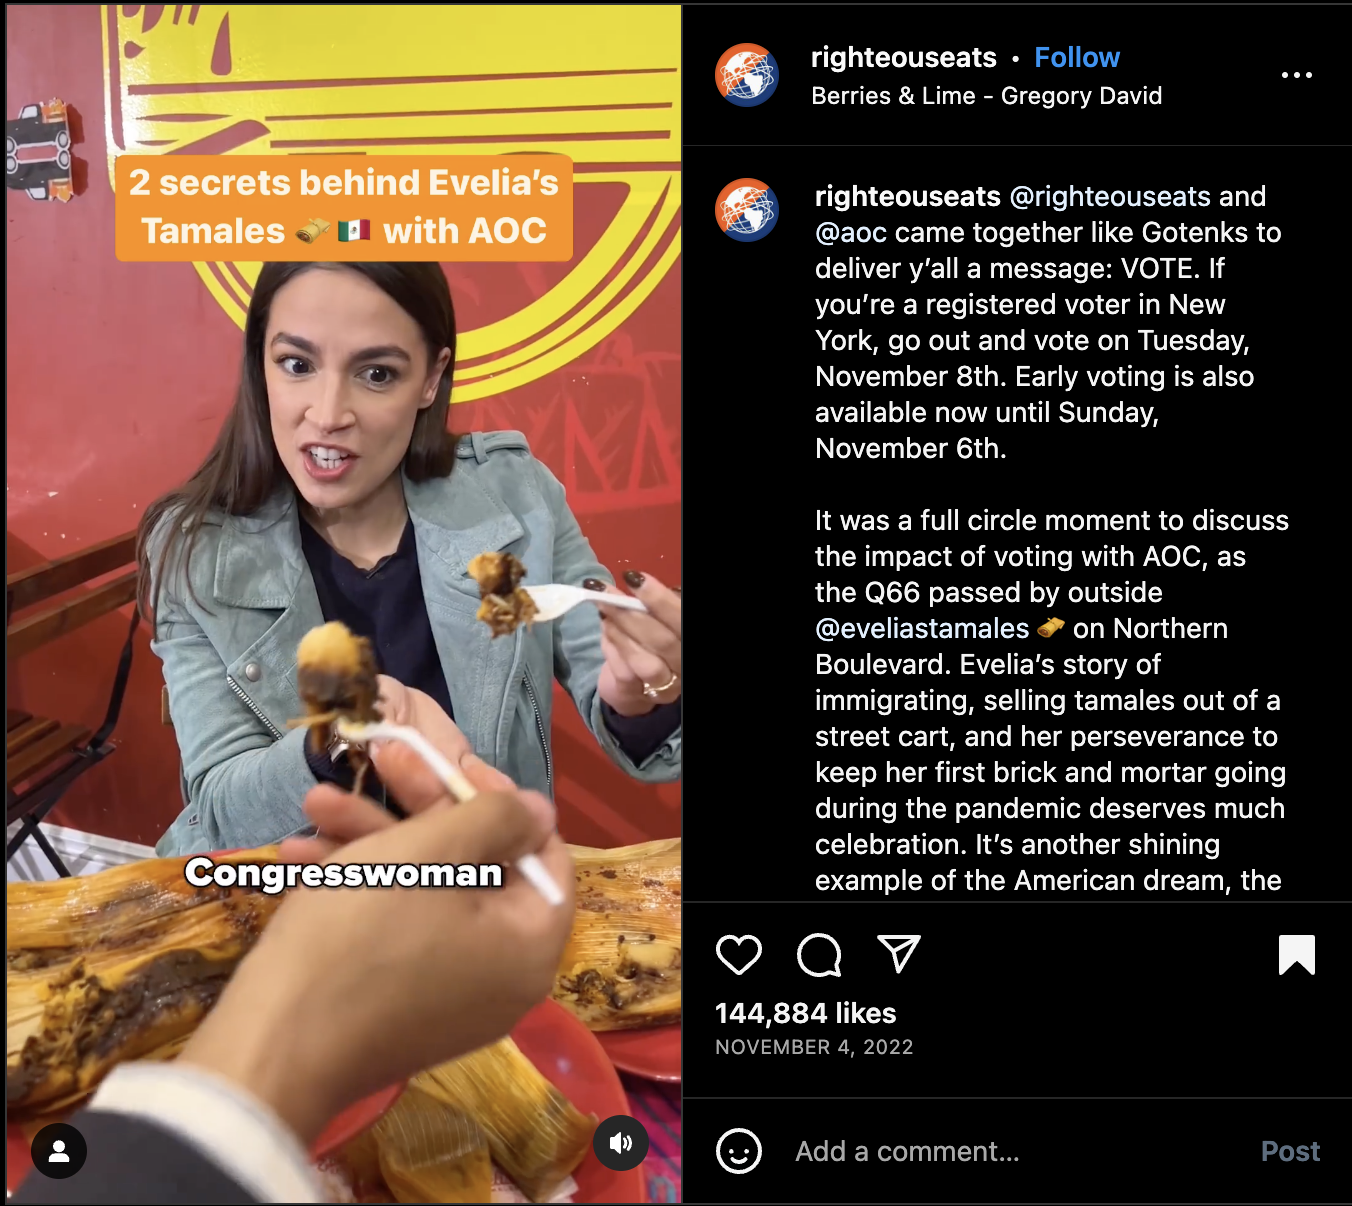 2 secrets behind Evelia's
Tamales 🫔🇲🇽 with AOC
Congresswoman
righteouseats • Follow
Berries & Lime - Gregory David
righteouseats @righteouseats and
@aoc came together like Gotenks to
deliver y'all a message: VOTE. If
you're a registered voter in New
York, go out and vote on Tuesday,
November 8th. Early voting is also
available now until Sunday,
November 6th.
It was a full circle moment to discuss
the impact of voting with AOC, as
the Q66 passed by outside
@eveliastamales 🫔 on Northern
Boulevard. Evelia's story of
immigrating, selling tamales out of a
street cart, and her perseverance to
keep her first brick and mortar going
during the pandemic deserves much
celebration. It's another shining
example of the American dream, the
144,884 likes
NOVEMBER 4, 2022
Add a comment...
Post